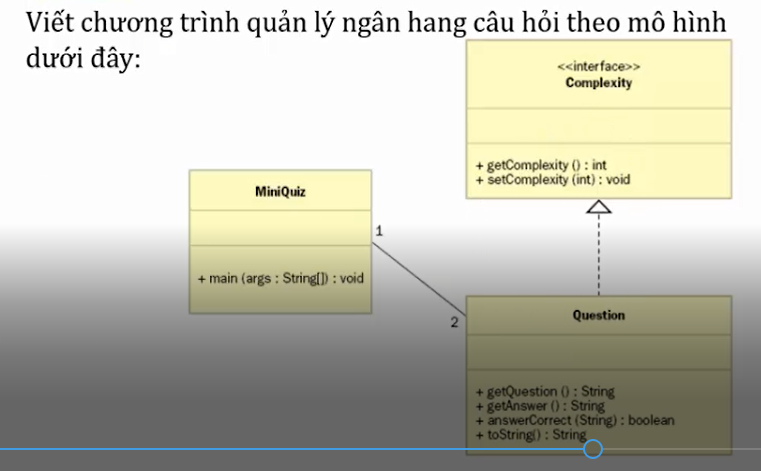 Viết chương trình quản lý ngân hang câu hỏi theo mô hình
dưới đây:
<<interface>>
Complexity
+ getComplexity () : int
+ setComplexity (int) : void
MiniQuiz
+ main (args : String[]) : void
1
2
Question
+ getQuestion () : String
+ getAnswer () : String
+ answerCorrect (String) : boolean
+ toString() : String